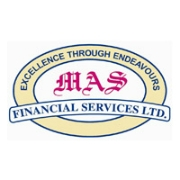 EXCELLENCE THROUGH ENDEAVOURS
MAS
FINANCIAL SERVICES LTD.